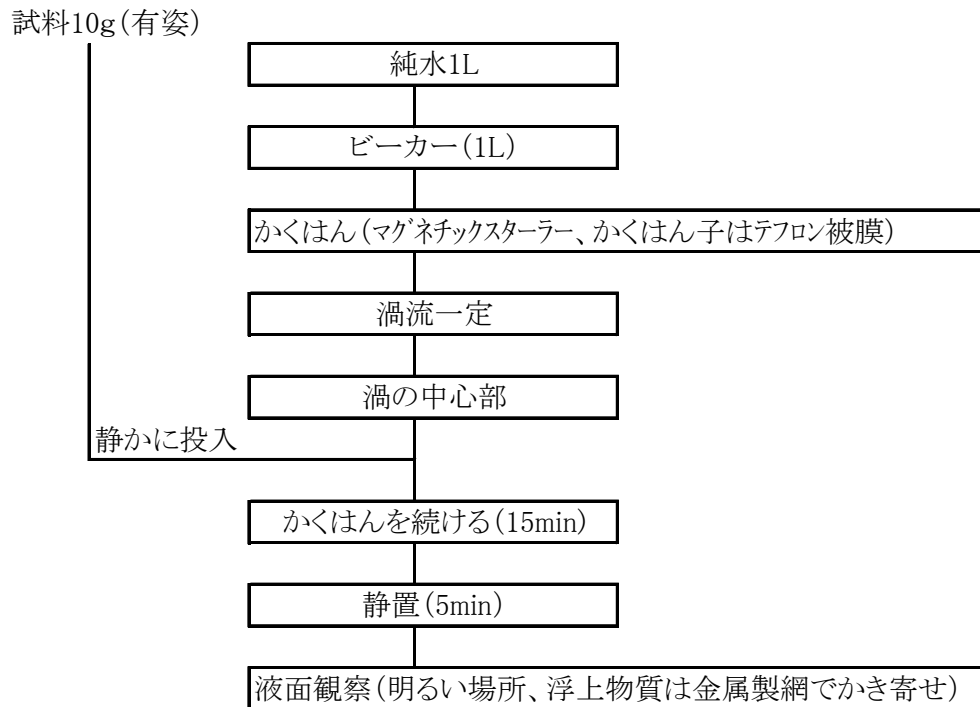 試料10g（有姿）
純水1L
ビーカー（1L）
かくはん（マグネチックスターラー、かくはん子はテフロン被膜）
渦流一定
渦の中心部
静かに投入
かくはんを続ける（15min）
静置（5min）
液面観察（明るい場所、浮上物質は金属製網でかき寄せ）